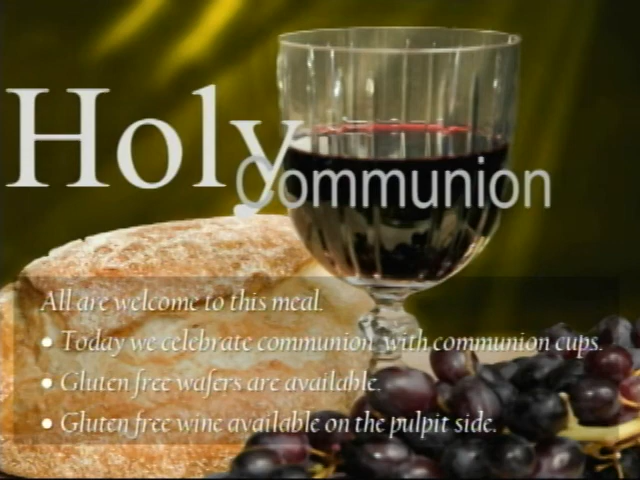 Holy
Communion
All are welcome to this meal.
• Today we celebrate communion with communion cups.
• Gluten free wafers are available.
• Gluten free wine available on the pulpit side.